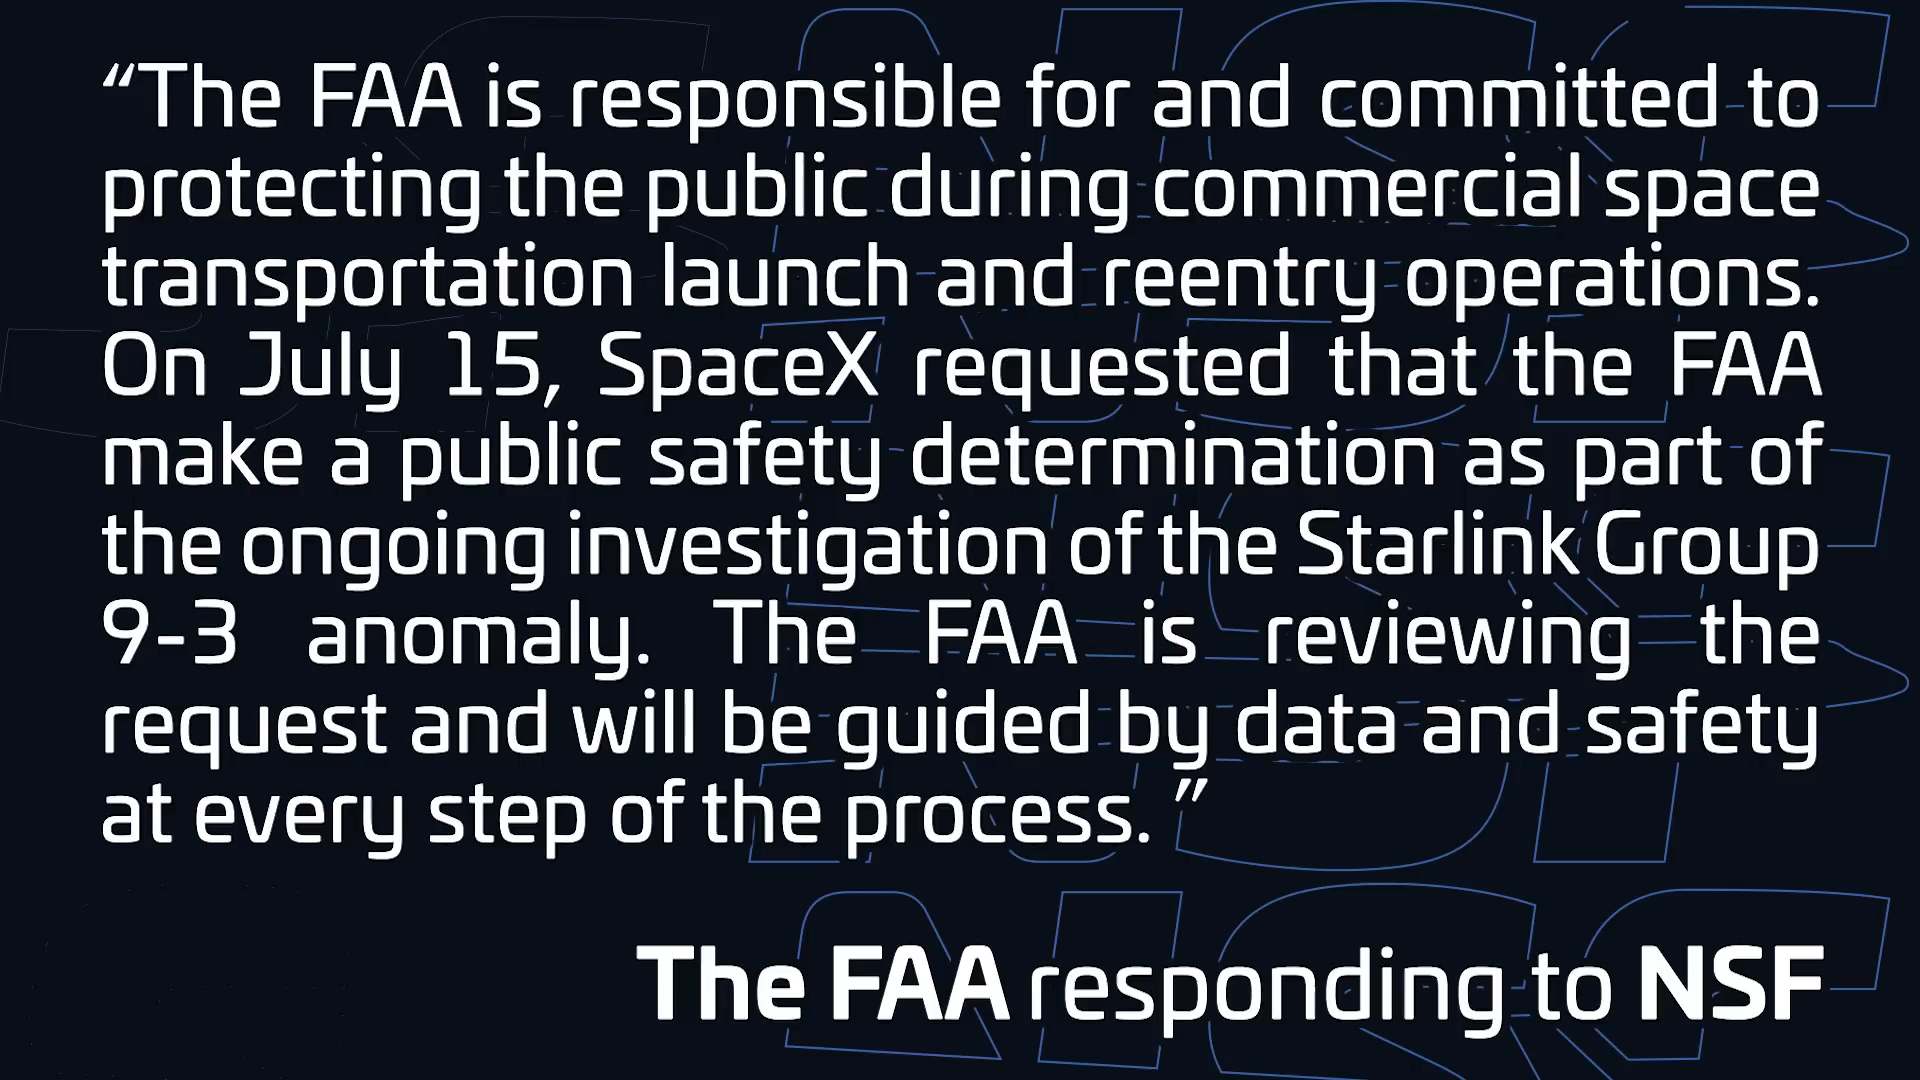 “The FAA is responsible for and committed to
protecting the public during commercial space
transportation launch and reentry operations.
On July 15, SpaceX requested that the FAA
make a public safety determination as part of
the ongoing investigation of the Starlink Group
9-3 anomaly. The FAA is reviewing the
request and will be guided by data and safety
at every step of the process. ”
The FAA responding to NSF